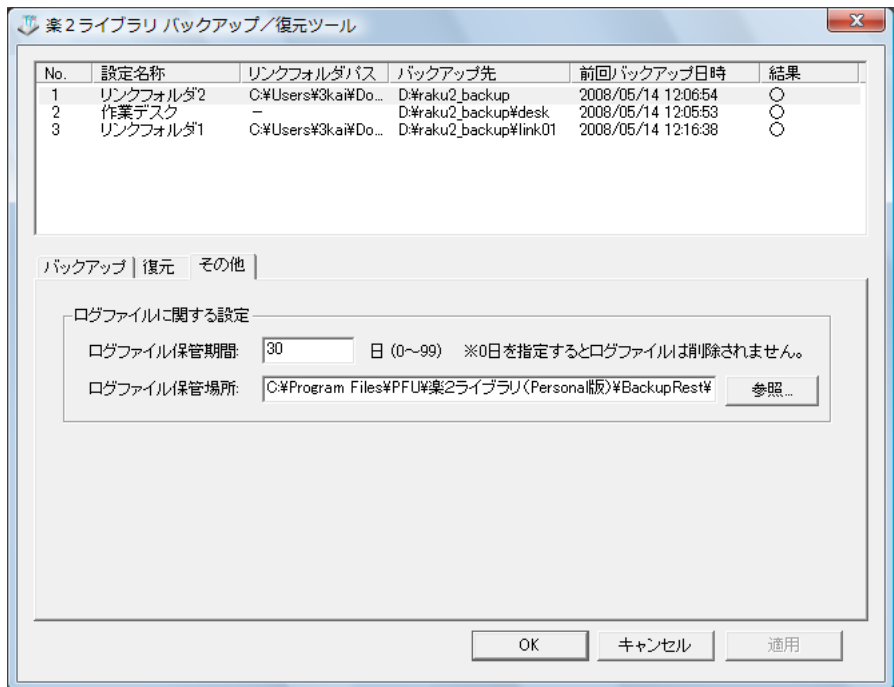 楽2ライブラリ バックアップ／復元ツール
No. 設定名称 リンクフォルダパス バックアップ先 前回バックアップ日時 結果
1 リンクフォルダ2 C:¥Users¥3kai¥Do... D:¥raku2_backup 2008/05/14 12:06:54 ○
2 作業デスク － D:¥raku2_backup¥desk 2008/05/14 12:05:53 ○
3 リンクフォルダ1 C:¥Users¥3kai¥Do... D:¥raku2_backup¥link01 2008/05/14 12:16:38 ○
バックアップ 復元 その他
ログファイルに関する設定
ログファイル保管期間: 30 日 (0～99) ※0日を指定するとログファイルは削除されません。
ログファイル保管場所: C:¥Program Files¥PFU¥楽2ライブラリ(Personal版)¥BackupRest¥ 参照...
OK キャンセル 適用